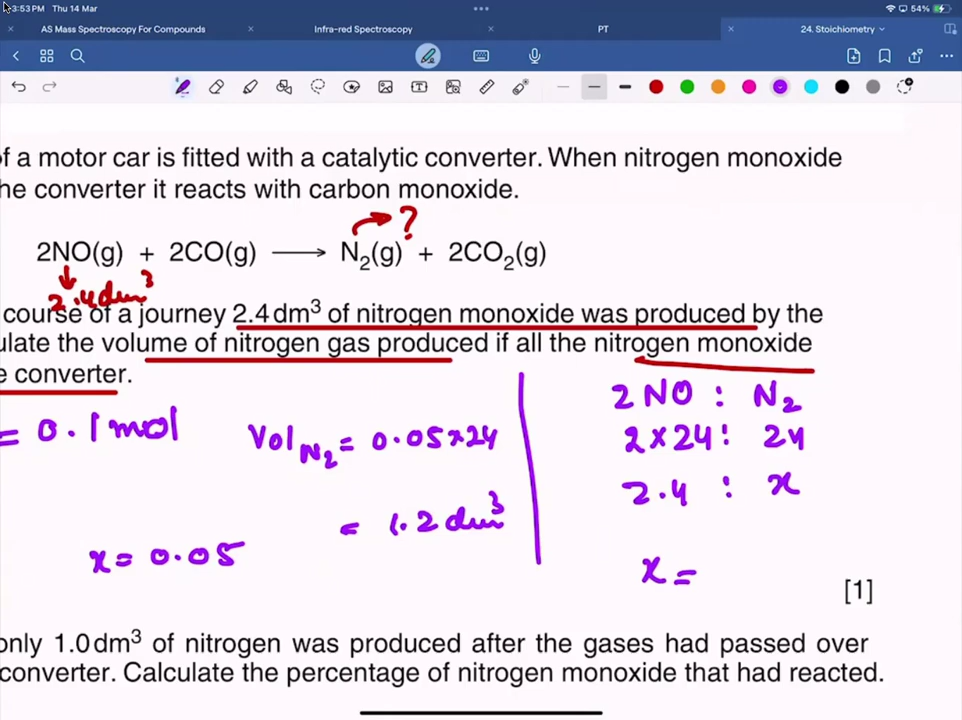 3:53 PM Thu 14 Mar
54%
AS Mass Spectroscopy For Compounds
Infra-red Spectroscopy
PT
24. Stoichiometry
of a motor car is fitted with a catalytic converter. When nitrogen monoxide
he converter it reacts with carbon monoxide.
?
2NO(g) + 2CO(g) ⟶ N₂(g) + 2CO₂(g)
2.4dm³
course of a journey 2.4 dm³ of nitrogen monoxide was produced by the
ulate the volume of nitrogen gas produced if all the nitrogen monoxide
e converter.
= 0.1mol
Vol N₂ = 0.05×24
= 1.2 dm³
x = 0.05
2NO : N₂
2×24 : 24
2.4 : x
x =
[1]
only 1.0 dm³ of nitrogen was produced after the gases had passed over
converter. Calculate the percentage of nitrogen monoxide that had reacted.